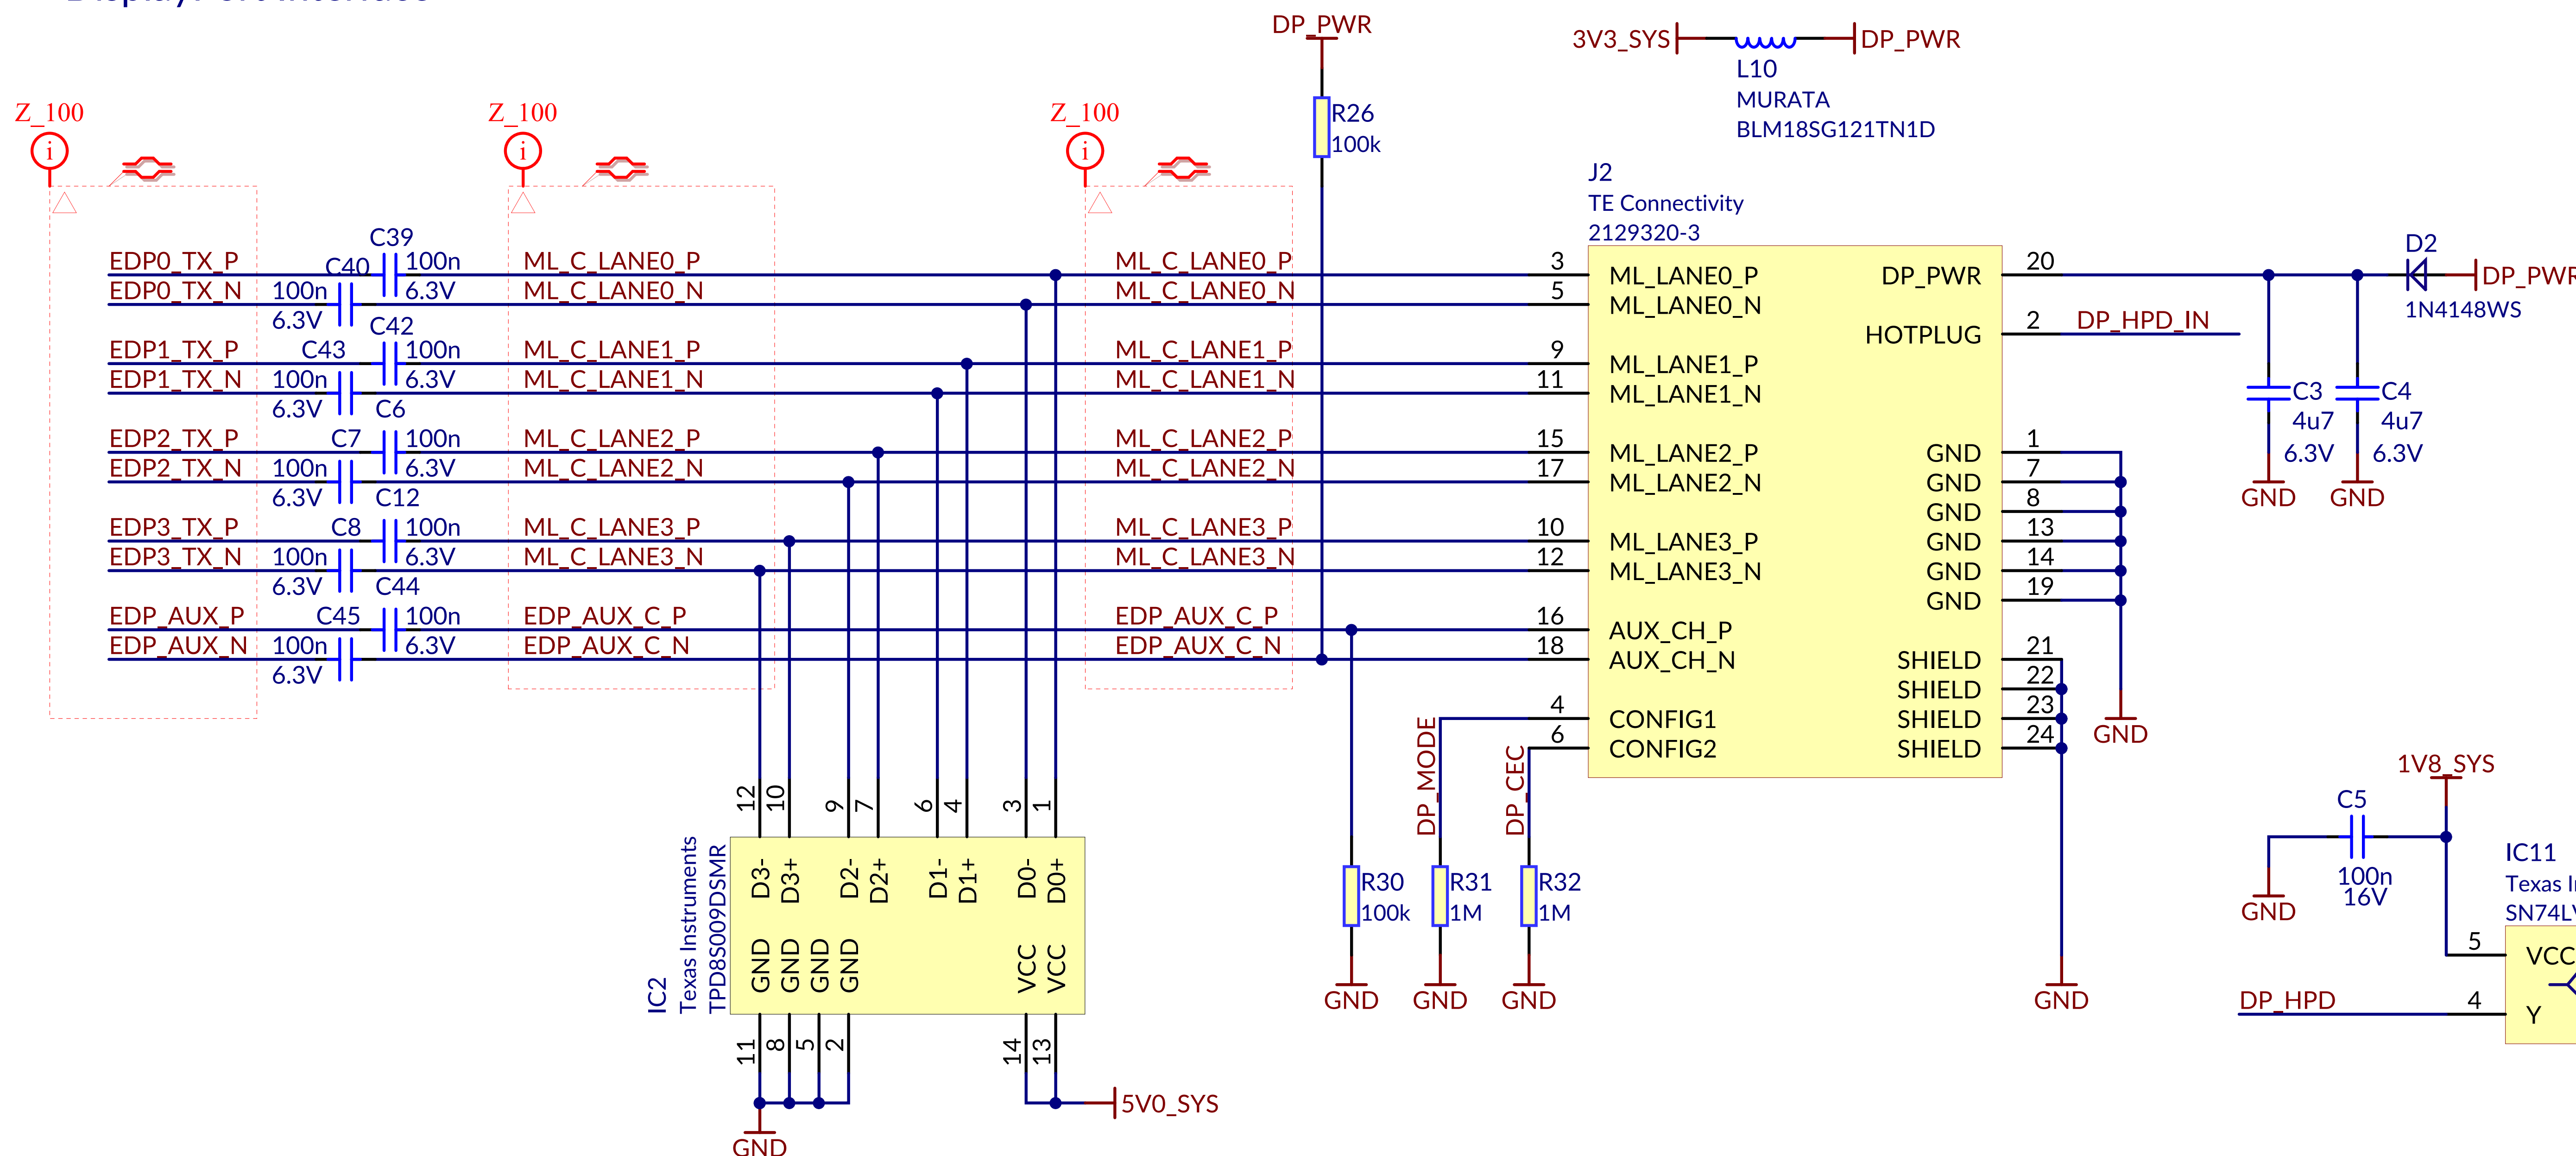 DP_PWR
3V3_SYS
DP_PWR
L10
MURATA
BLM18SG121TN1D
Z_100
i
Z_100
i
Z_100
i
R26
100k
J2
TE Connectivity
2129320-3
EDP0_TX_P
C39
C40
100n
ML_C_LANE0_P
ML_C_LANE0_P
3
ML_LANE0_P
EDP0_TX_N
100n
6.3V
6.3V
ML_C_LANE0_N
ML_C_LANE0_N
5
ML_LANE0_N
EDP1_TX_P
C42
C43
100n
ML_C_LANE1_P
ML_C_LANE1_P
9
ML_LANE1_P
EDP1_TX_N
100n
6.3V
6.3V
ML_C_LANE1_N
ML_C_LANE1_N
11
ML_LANE1_N
EDP2_TX_P
C6
C7
100n
ML_C_LANE2_P
ML_C_LANE2_P
15
ML_LANE2_P
EDP2_TX_N
100n
6.3V
6.3V
ML_C_LANE2_N
ML_C_LANE2_N
17
ML_LANE2_N
EDP3_TX_P
C12
C8
100n
ML_C_LANE3_P
ML_C_LANE3_P
10
ML_LANE3_P
EDP3_TX_N
100n
6.3V
6.3V
ML_C_LANE3_N
ML_C_LANE3_N
12
ML_LANE3_N
EDP_AUX_P
C44
C45
100n
EDP_AUX_C_P
EDP_AUX_C_P
16
AUX_CH_P
EDP_AUX_N
100n
6.3V
6.3V
EDP_AUX_C_N
EDP_AUX_C_N
18
AUX_CH_N
4
CONFIG1
6
CONFIG2
DP_PWR
20
HOTPLUG
2
DP_HPD_IN
GND
1
GND
7
GND
8
GND
13
GND
14
GND
19
SHIELD
21
SHIELD
22
SHIELD
23
SHIELD
24
GND
GND
D2
DP_PWR
1N4148WS
C3
4u7
6.3V
GND
C4
4u7
6.3V
GND
DP_MODE
DP_CEC
R30
100k
GND
R31
1M
GND
R32
1M
GND
12
10
9
7
6
4
3
1
D3-
D3+
D2-
D2+
D1-
D1+
D0-
D0+
GND
GND
GND
GND
VCC
VCC
IC2
Texas Instruments
TPD8S009DSMR
11
8
5
2
14
13
GND
5V0_SYS
1V8_SYS
C5
100n
16V
GND
IC11
Texas
5
VCC
DP_HPD
4
Y